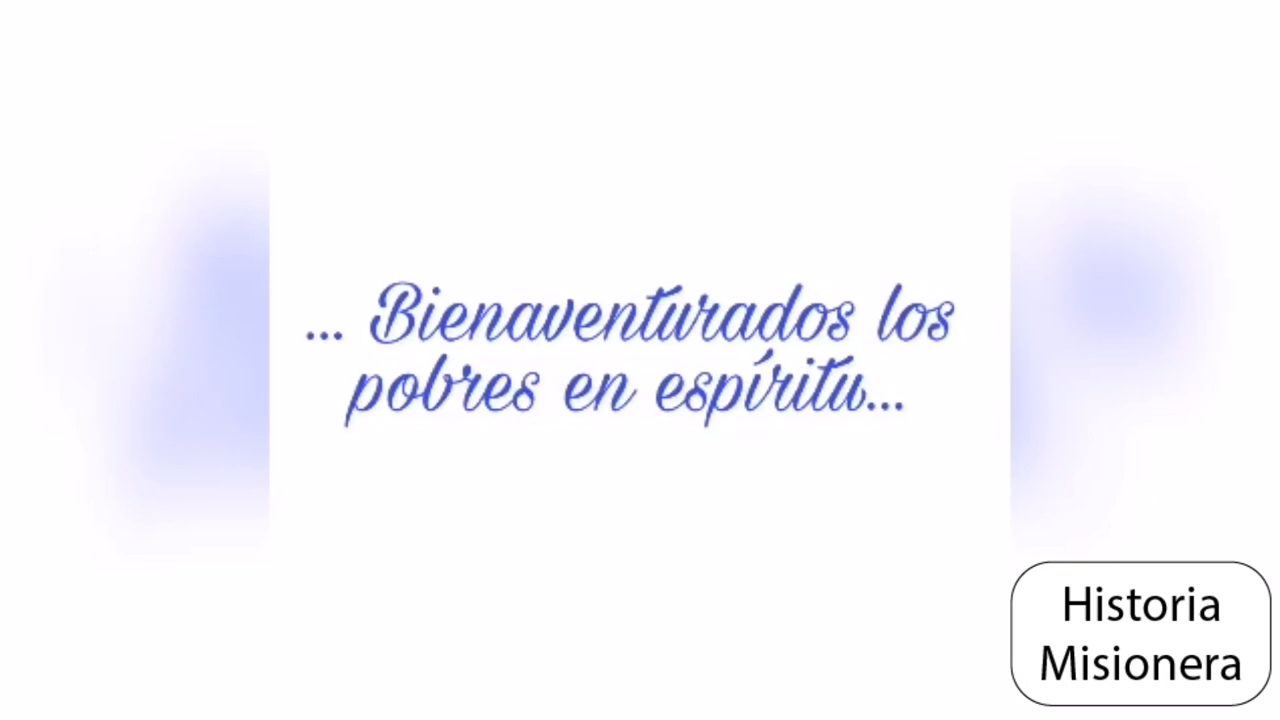 ... Bienaventurados los
pobres en espíritu...
Historia
Misionera